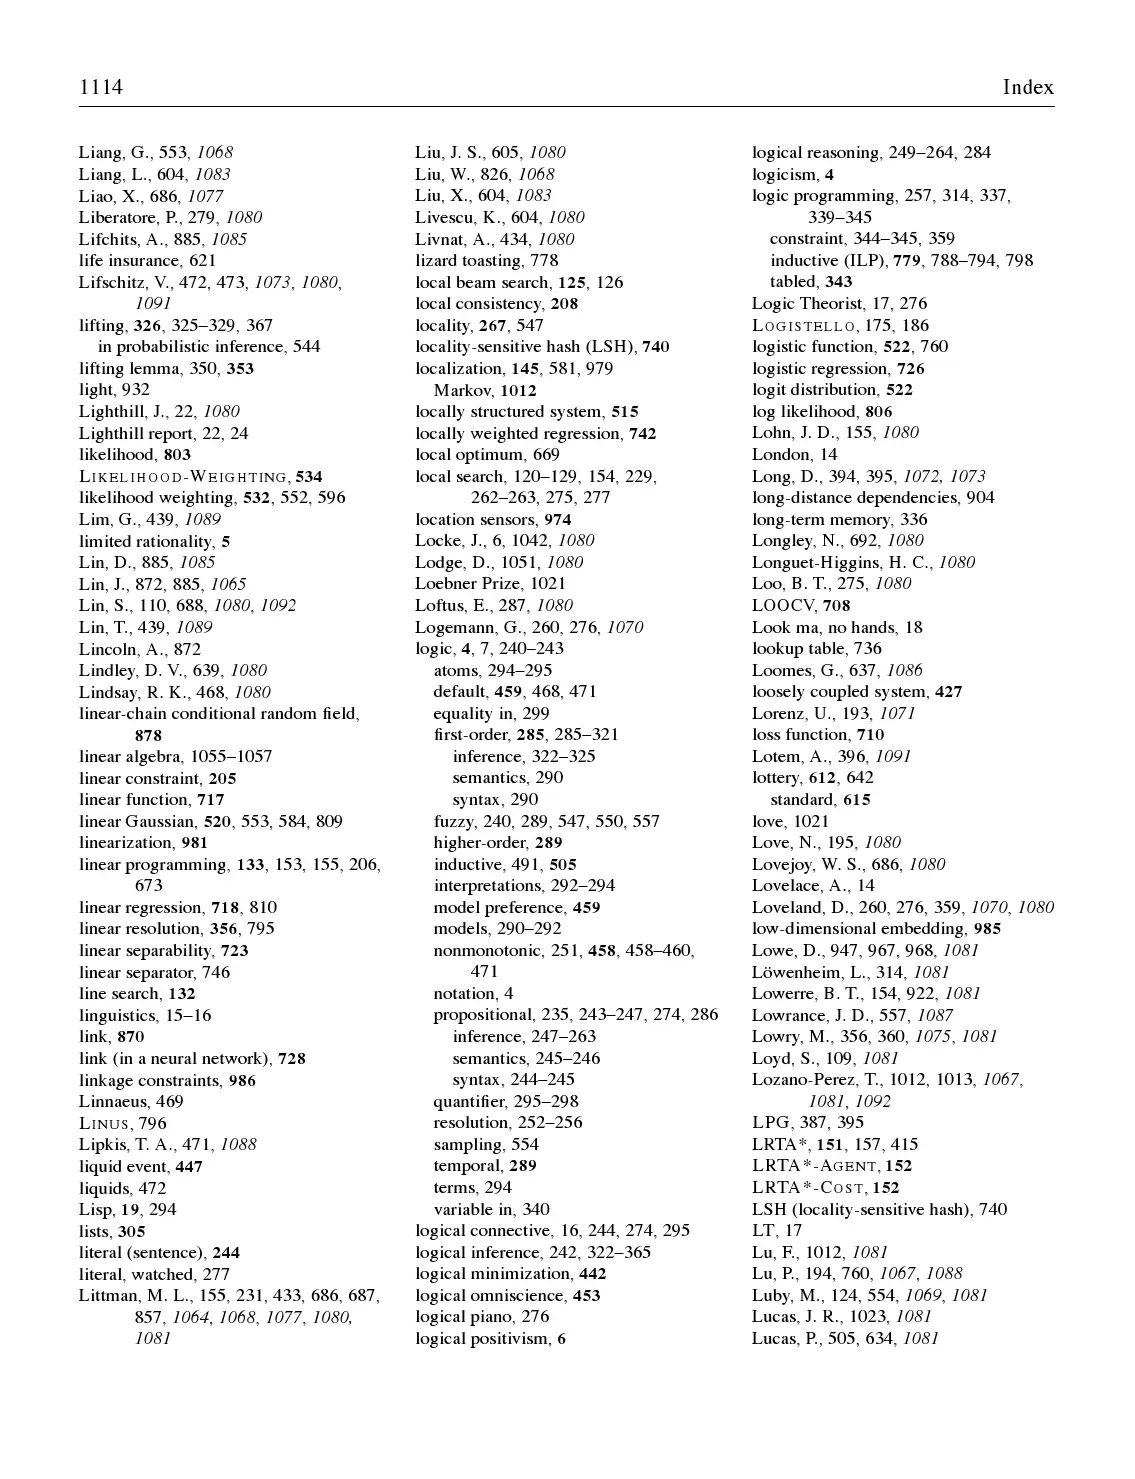 1114
Index
Liang, G., 553, 1068
Liang, L., 604, 1083
Liao, X., 686, 1077
Liberatore, P., 279, 1080
Lifchits, A., 885, 1085
life insurance, 621
Lifschitz, V., 472, 473, 1073, 1080,
1091
lifting, 326, 325–329, 367
in probabilistic inference, 544
lifting lemma, 350, 353
light, 932
Lighthill, J., 22, 1080
Lighthill report, 22, 24
likelihood, 803
LIKELIHOOD-WEIGHTING, 534
likelihood weighting, 532, 552, 596
Lim, G., 439, 1089
limited rationality, 5
Lin, D., 885, 1085
Lin, J., 872, 885, 1065
Lin, S., 110, 688, 1080, 1092
Lin, T., 439, 1089
Lincoln, A., 872
Lindley, D. V., 639, 1080
Lindsay, R. K., 468, 1080
linear-chain conditional random field,
878
linear algebra, 1055–1057
linear constraint, 205
linear function, 717
linear Gaussian, 520, 553, 584, 809
linearization, 981
linear programming, 133, 153, 155, 206,
673
linear regression, 718, 810
linear resolution, 356, 795
linear separability, 723
linear separator, 746
line search, 132
linguistics, 15–16
link, 870
link (in a neural network), 728
linkage constraints, 986
Linnaeus, 469
LINUS, 796
Lipkis, T. A., 471, 1088
liquid event, 447
liquids, 472
Lisp, 19, 294
lists, 305
literal (sentence), 244
literal, watched, 277
Littman, M. L., 155, 231, 433, 686, 687,
857, 1064, 1068, 1077, 1080,
1081
Liu, J. S., 605, 1080
Liu, W., 826, 1068
Liu, X., 604, 1083
Livescu, K., 604, 1080
Livnat, A., 434, 1080
lizard toasting, 778
local beam search, 125, 126
local consistency, 208
locality, 267, 547
locality-sensitive hash (LSH), 740
localization, 145, 581, 979
Markov, 1012
locally structured system, 515
locally weighted regression, 742
local optimum, 669
local search, 120–129, 154, 229,
262–263, 275, 277
location sensors, 974
Locke, J., 6, 1042, 1080
Lodge, D., 1051, 1080
Loebner Prize, 1021
Loftus, E., 287, 1080
Logemann, G., 260, 276, 1070
logic, 4, 7, 240–243
atoms, 294–295
default, 459, 468, 471
equality in, 299
first-order, 285, 285–321
inference, 322–325
semantics, 290
syntax, 290
fuzzy, 240, 289, 547, 550, 557
higher-order, 289
inductive, 491, 505
interpretations, 292–294
model preference, 459
models, 290–292
nonmonotonic, 251, 458, 458–460,
471
notation, 4
propositional, 235, 243–247, 274, 286
inference, 247–263
semantics, 245–246
syntax, 244–245
quantifier, 295–298
resolution, 252–256
sampling, 554
temporal, 289
terms, 294
variable in, 340
logical connective, 16, 244, 274, 295
logical inference, 242, 322–365
logical minimization, 442
logical omniscience, 453
logical piano, 276
logical positivism, 6
logical reasoning, 249–264, 284
logicism, 4
logic programming, 257, 314, 337,
339–345
constraint, 344–345, 359
inductive (ILP), 779, 788–794, 798
tabled, 343
Logic Theorist, 17, 276
LOGISTELLO, 175, 186
logistic function, 522, 760
logistic regression, 726
logit distribution, 522
log likelihood, 806
Lohn, J. D., 155, 1080
London, 14
Long, D., 394, 395, 1072, 1073
long-distance dependencies, 904
long-term memory, 336
Longley, N., 692, 1080
Longuet-Higgins, H. C., 1080
Loo, B. T., 275, 1080
LOOCV, 708
Look ma, no hands, 18
lookup table, 736
Loomes, G., 637, 1086
loosely coupled system, 427
Lorenz, U., 193, 1071
loss function, 710
Lotem, A., 396, 1091
lottery, 612, 642
standard, 615
love, 1021
Love, N., 195, 1080
Lovejoy, W. S., 686, 1080
Lovelace, A., 14
Loveland, D., 260, 276, 359, 1070, 1080
low-dimensional embedding, 985
Lowe, D., 947, 967, 968, 1081
Löwenheim, L., 314, 1081
Lowerre, B. T., 154, 922, 1081
Lowrance, J. D., 557, 1087
Lowry, M., 356, 360, 1075, 1081
Loyd, S., 109, 1081
Lozano-Perez, T., 1012, 1013, 1067,
1081, 1092
LPG, 387, 395
LRTA*, 151, 157, 415
LRTA*-AGENT, 152
LRTA*-COST, 152
LSH (locality-sensitive hash), 740
LT, 17
Lu, F., 1012, 1081
Lu, P., 194, 760, 1067, 1088
Luby, M., 124, 554, 1069, 1081
Lucas, J. R., 1023, 1081
Lucas, P., 505, 634, 1081